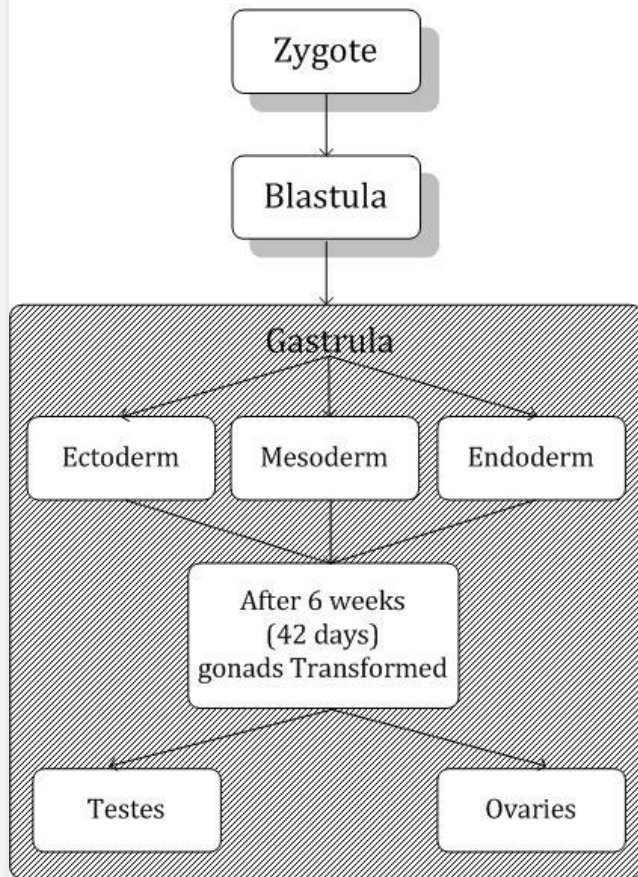 Zygote
Blastula
Gastrula
Ectoderm
Mesoderm
Endoderm
After 6 weeks
(42 days)
gonads Transformed
Testes
Ovaries